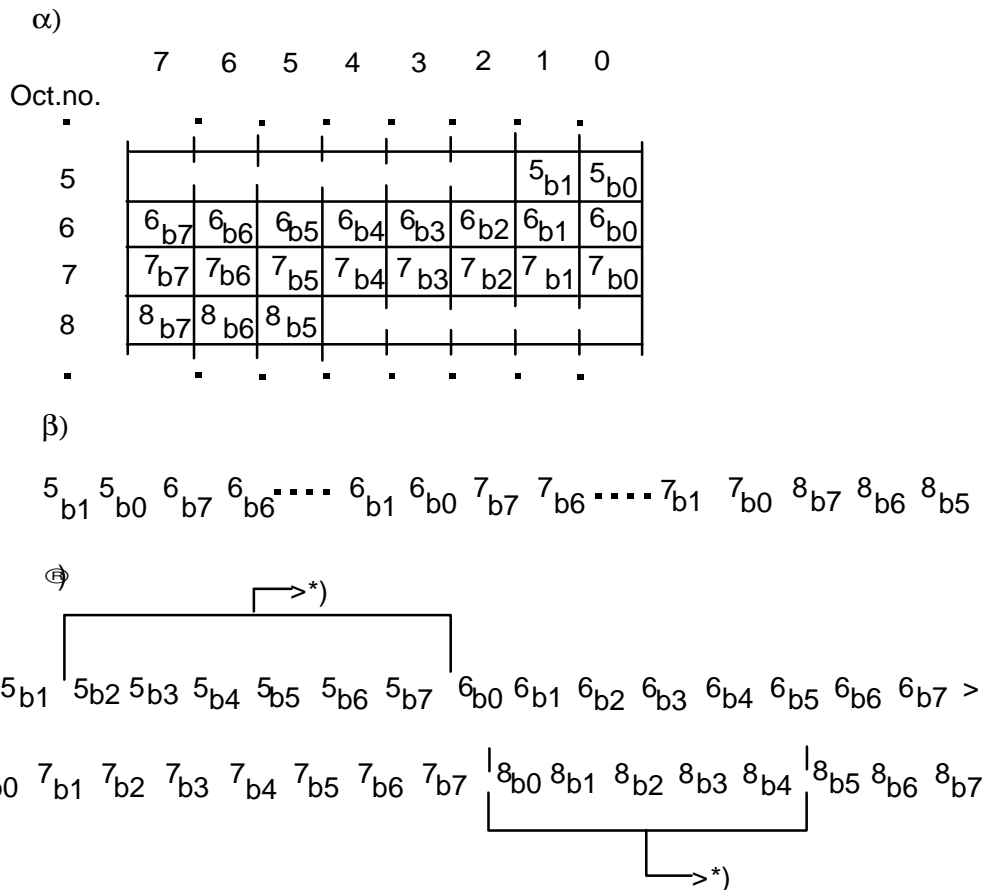 α)
7 6 5 4 3 2 1 0
Oct.no.
. . . . . . . .
5 5b1 5b0
6 6b7 6b6 6b5 6b4 6b3 6b2 6b1 6b0
7 7b7 7b6 7b5 7b4 7b3 7b2 7b1 7b0
8 8b7 8b6 8b5
. . . . . . . .
β)
5b1 5b0 6b7 6b6 .... 6b1 6b0 7b7 7b6 .... 7b1 7b0 8b7 8b6 8b5
®)
>*)
5b1 5b2 5b3 5b4 5b5 5b6 5b7 6b0 6b1 6b2 6b3 6b4 6b5 6b6 6b7 >
b0 7b1 7b2 7b3 7b4 7b5 7b6 7b7 8b0 8b1 8b2 8b3 8b4 8b5 8b6 8b7
>*)